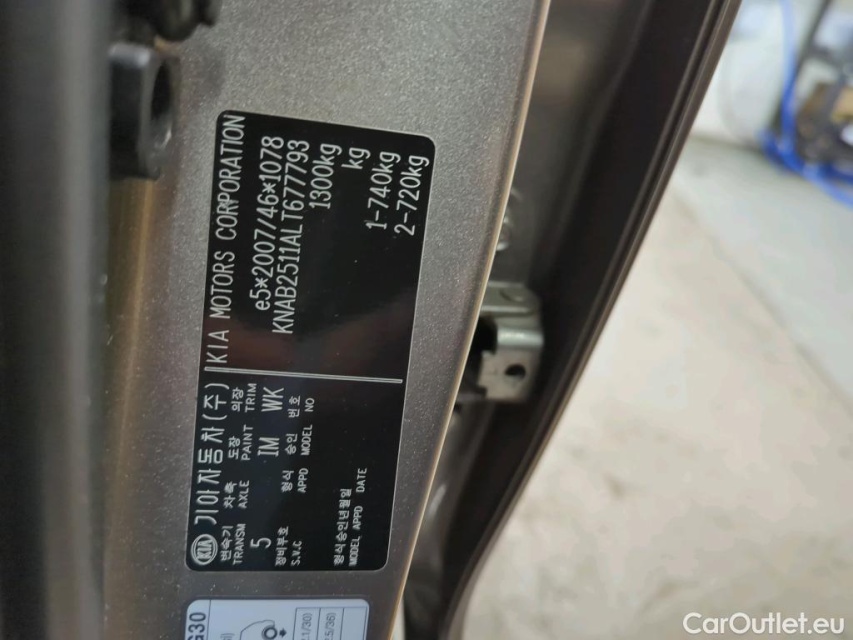 KIA 기아자동차(주) KIA MOTORS CORPORATION
변속기 차축 도장 외장
TRANSM AXLE PAINT TRIM
5 IM WK
e5*2007/46*1078
KNAB2511ALT677793
1300kg
kg
1-740kg
2-720kg
정비부호 형식 승인 번호
S.V.C APPD MODEL NO
형식승인년월일
MODEL APPD DATE
G30
CarOutlet.eu